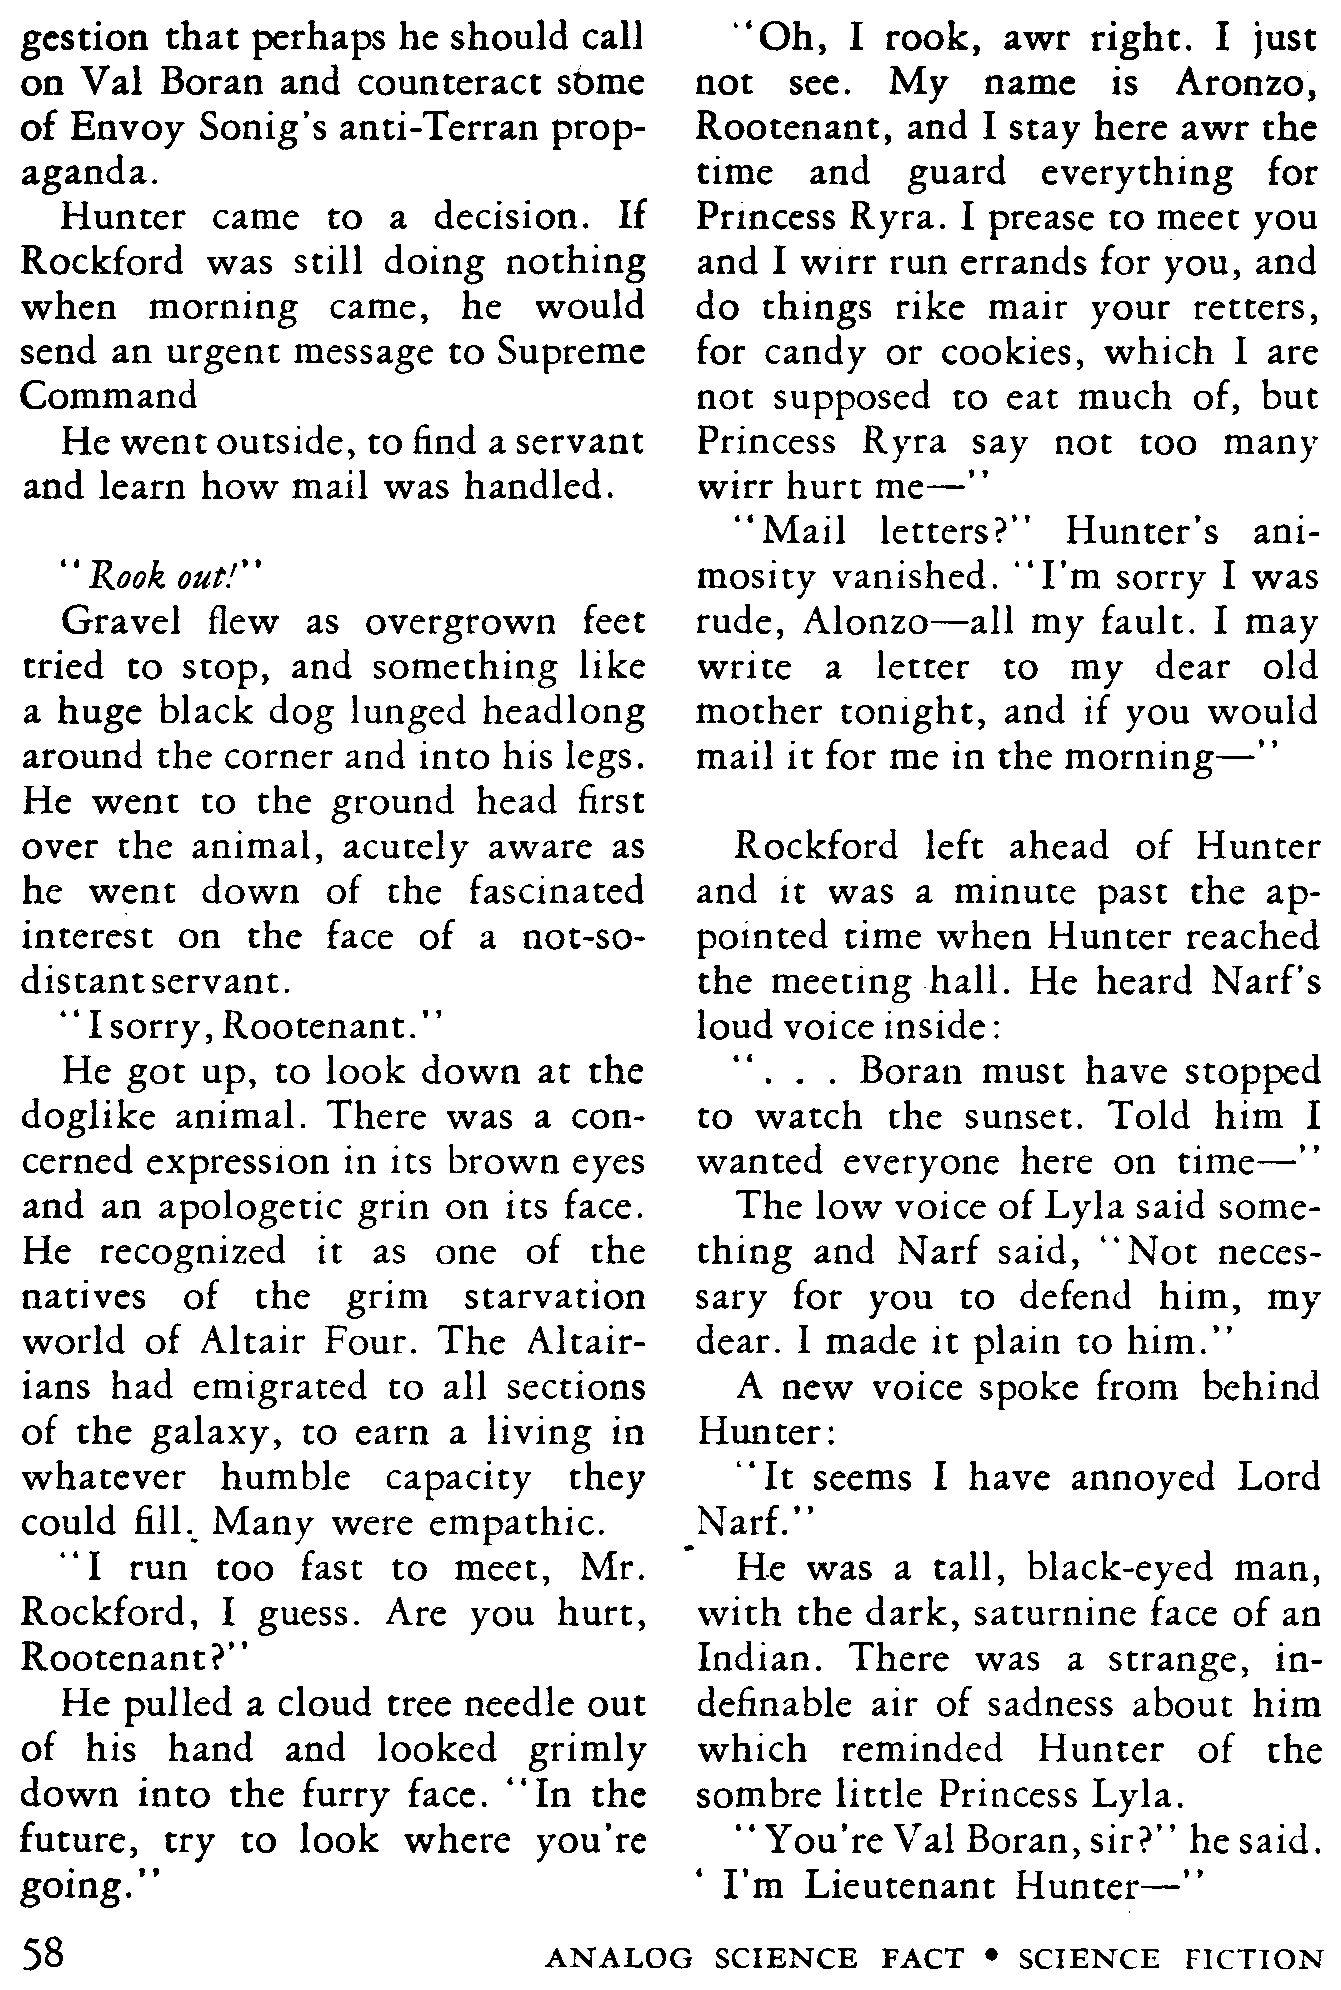 gestion that perhaps he should call
on Val Boran and counteract some
of Envoy Sonig's anti-Terran prop-
aganda.
Hunter came to a decision. If
Rockford was still doing nothing
when morning came, he would
send an urgent message to Supreme
Command
He went outside, to find a servant
and learn how mail was handled.
"Rook out!"
Gravel flew as overgrown feet
tried to stop, and something like
a huge black dog lunged headlong
around the corner and into his legs.
He went to the ground head first
over the animal, acutely aware as
he went down of the fascinated
interest on the face of a not-so-
distant servant.
"I sorry, Rootenant."
He got up, to look down at the
doglike animal. There was a con-
cerned expression in its brown eyes
and an apologetic grin on its face.
He recognized it as one of the
natives of the grim starvation
world of Altair Four. The Altair-
ians had emigrated to all sections
of the galaxy, to earn a living in
whatever humble capacity they
could fill. Many were empathic.
"I run too fast to meet, Mr.
Rockford, I guess. Are you hurt,
Rootenant?"
He pulled a cloud tree needle out
of his hand and looked grimly
down into the furry face. "In the
future, try to look where you're
going."
"Oh, I rook, awr right. I just
not see. My name is Aronzo,
Rootenant, and I stay here awr the
time and guard everything for
Princess Ryra. I prease to meet you
and I wirr run errands for you, and
do things rike mair your retters,
for candy or cookies, which I are
not supposed to eat much of, but
Princess Ryra say not too many
wirr hurt me—"
"Mail letters?" Hunter's ani-
mosity vanished. "I'm sorry I was
rude, Alonzo—all my fault. I may
write a letter to my dear old
mother tonight, and if you would
mail it for me in the morning—"
Rockford left ahead of Hunter
and it was a minute past the ap-
pointed time when Hunter reached
the meeting hall. He heard Narf's
loud voice inside:
". . . Boran must have stopped
to watch the sunset. Told him I
wanted everyone here on time—"
The low voice of Lyla said some-
thing and Narf said, "Not neces-
sary for you to defend him, my
dear. I made it plain to him."
A new voice spoke from behind
Hunter:
"It seems I have annoyed Lord
Narf."
He was a tall, black-eyed man,
with the dark, saturnine face of an
Indian. There was a strange, in-
definable air of sadness about him
which reminded Hunter of the
sombre little Princess Lyla.
"You're Val Boran, sir?" he said.
' I'm Lieutenant Hunter—"
58
ANALOG SCIENCE FACT • SCIENCE FICTION